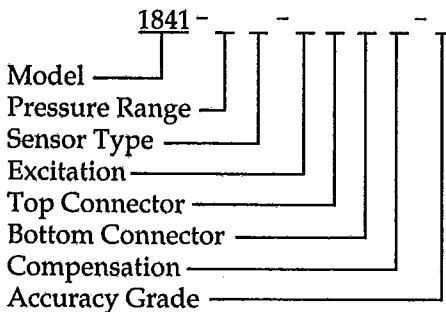 1841 - _ _ - _ _ _ _ - _
Model
Pressure Range
Sensor Type
Excitation
Top Connector
Bottom Connector
Compensation
Accuracy Grade